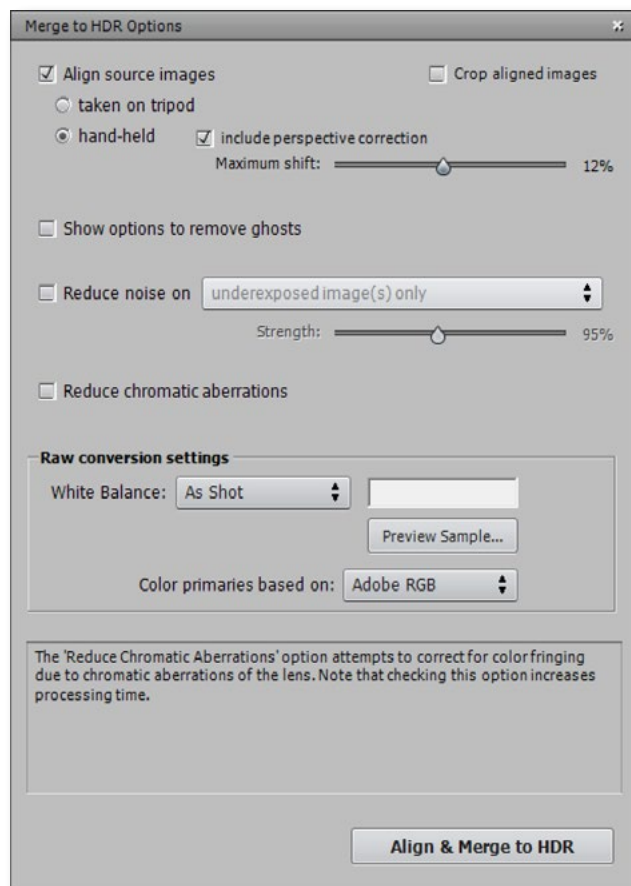 Merge to HDR Options
Align source images
Crop aligned images
taken on tripod
hand-held
include perspective correction
Maximum shift:
12%
Show options to remove ghosts
Reduce noise on
underexposed image(s) only
Strength:
95%
Reduce chromatic aberrations
Raw conversion settings
White Balance:
As Shot
Preview Sample...
Color primaries based on:
Adobe RGB
The 'Reduce Chromatic Aberrations' option attempts to correct for color fringing
due to chromatic aberrations of the lens. Note that checking this option increases
processing time.
Align & Merge to HDR